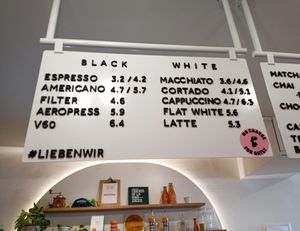 BLACK
ESPRESSO 3.2/4.2
AMERICANO 4.7/5.7
FILTER 4.6
AEROPRESS 5.9
V60 6.4
#LIEBENWIR
WHITE
MACCHIATO 3.6/4.6
CORTADO 4.1/5.1
CAPPUCCINO 4.7/6.3
FLAT WHITE 5.6
LATTE 5.3
MATCH
CHAI